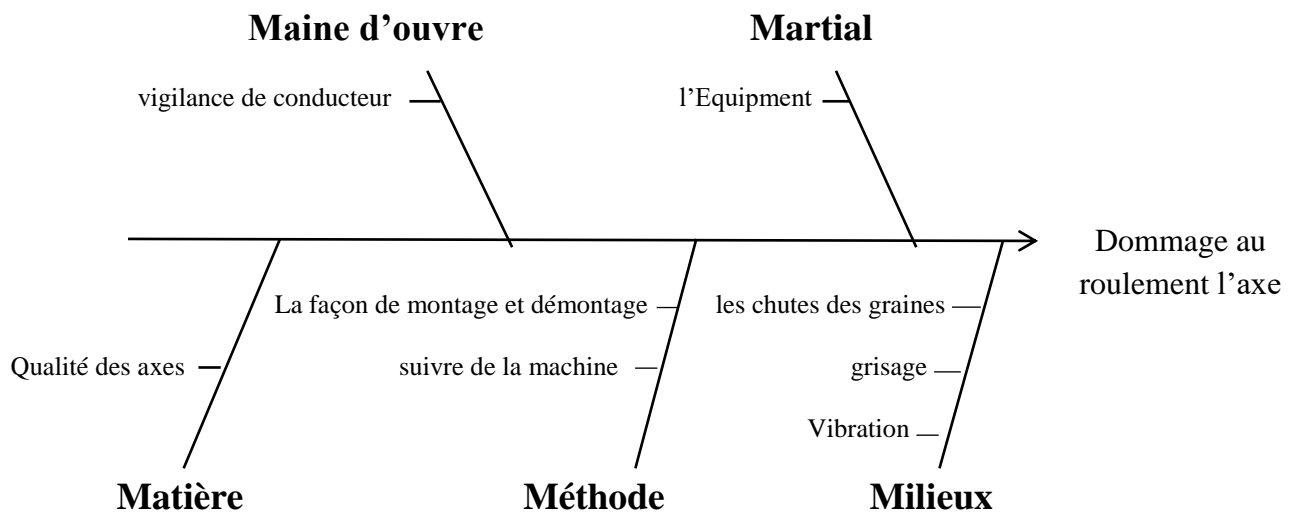 Maine d’ouvre
Martial
vigilance de conducteur
l’Equipment
Dommage au
roulement l’axe
La façon de montage et démontage
les chutes des graines
Qualité des axes
suivre de la machine
grisage
Vibration
Matière
Méthode
Milieux